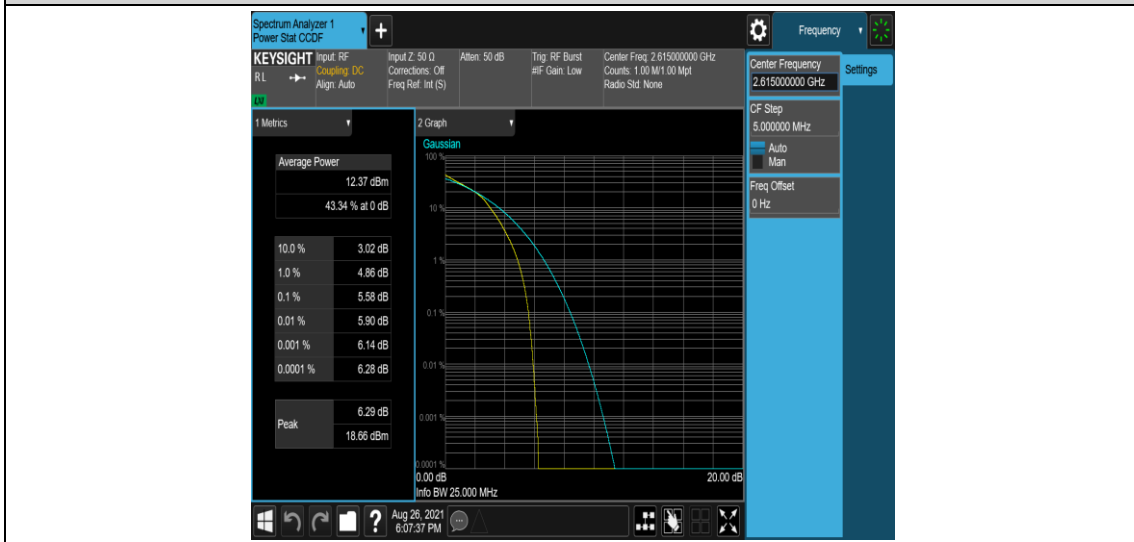 Spectrum Analyzer 1
Power Stat CCDF
+
Frequency
KEYSIGHT
RL
LXI
Input: RF
Coupling: DC
Align: Auto
Input Z: 50 Ω
Corrections: Off
Freq Ref: Int (S)
Atten: 50 dB
Trig: RF Burst
#IF Gain: Low
Center Freq: 2.615000000 GHz
Counts: 1.00 M/1.00 Mpt
Radio Std: None
Center Frequency
2.615000000 GHz
Settings
CF Step
5.000000 MHz
Auto
Man
Freq Offset
0 Hz
1 Metrics
Average Power
12.37 dBm
43.34 % at 0 dB
10.0 % 3.02 dB
1.0 % 4.86 dB
0.1 % 5.58 dB
0.01 % 5.90 dB
0.001 % 6.14 dB
0.0001 % 6.28 dB
Peak
6.29 dB
18.66 dBm
2 Graph
Gaussian
100 %
10 %
1 %
0.1 %
0.01 %
0.001 %
0.0001 %
0.00 dB 20.00 dB
Info BW 25.000 MHz
?
Aug 26, 2021
6:07:37 PM